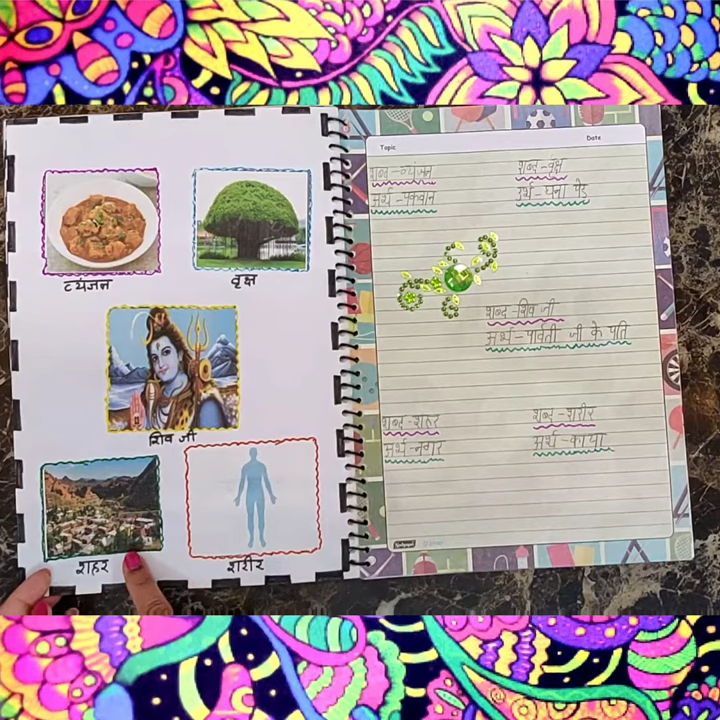 व्यंजन
वृक्ष
शिव जी
शहर
शरीर
Topic
Date
शब्द-व्यंजन
अर्थ-पकवान
शब्द-वृक्ष
अर्थ-घना पेड़
शब्द-शिव जी
अर्थ-पार्वती जी के पति
शब्द-शहर
अर्थ-नगर
शब्द-शरीर
अर्थ-काया